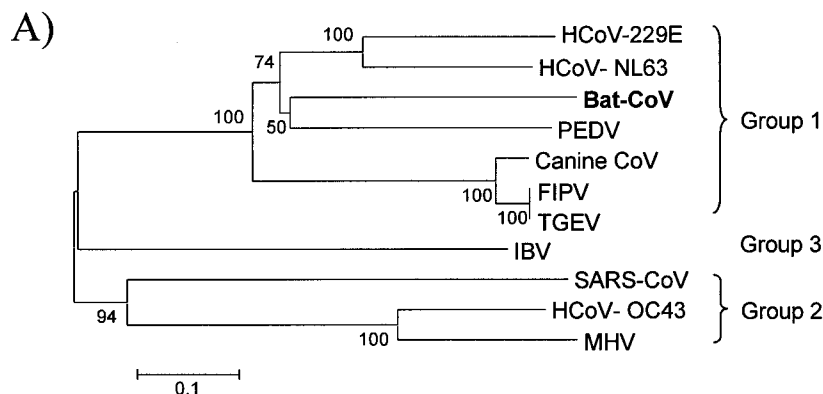 A)
HCoV-229E
100
HCoV- NL63
74
Bat-CoV
50
PEDV
100
Group 1
Canine CoV
100
FIPV
100
TGEV
IBV
Group 3
SARS-CoV
94
HCoV- OC43
Group 2
100
MHV
0.1